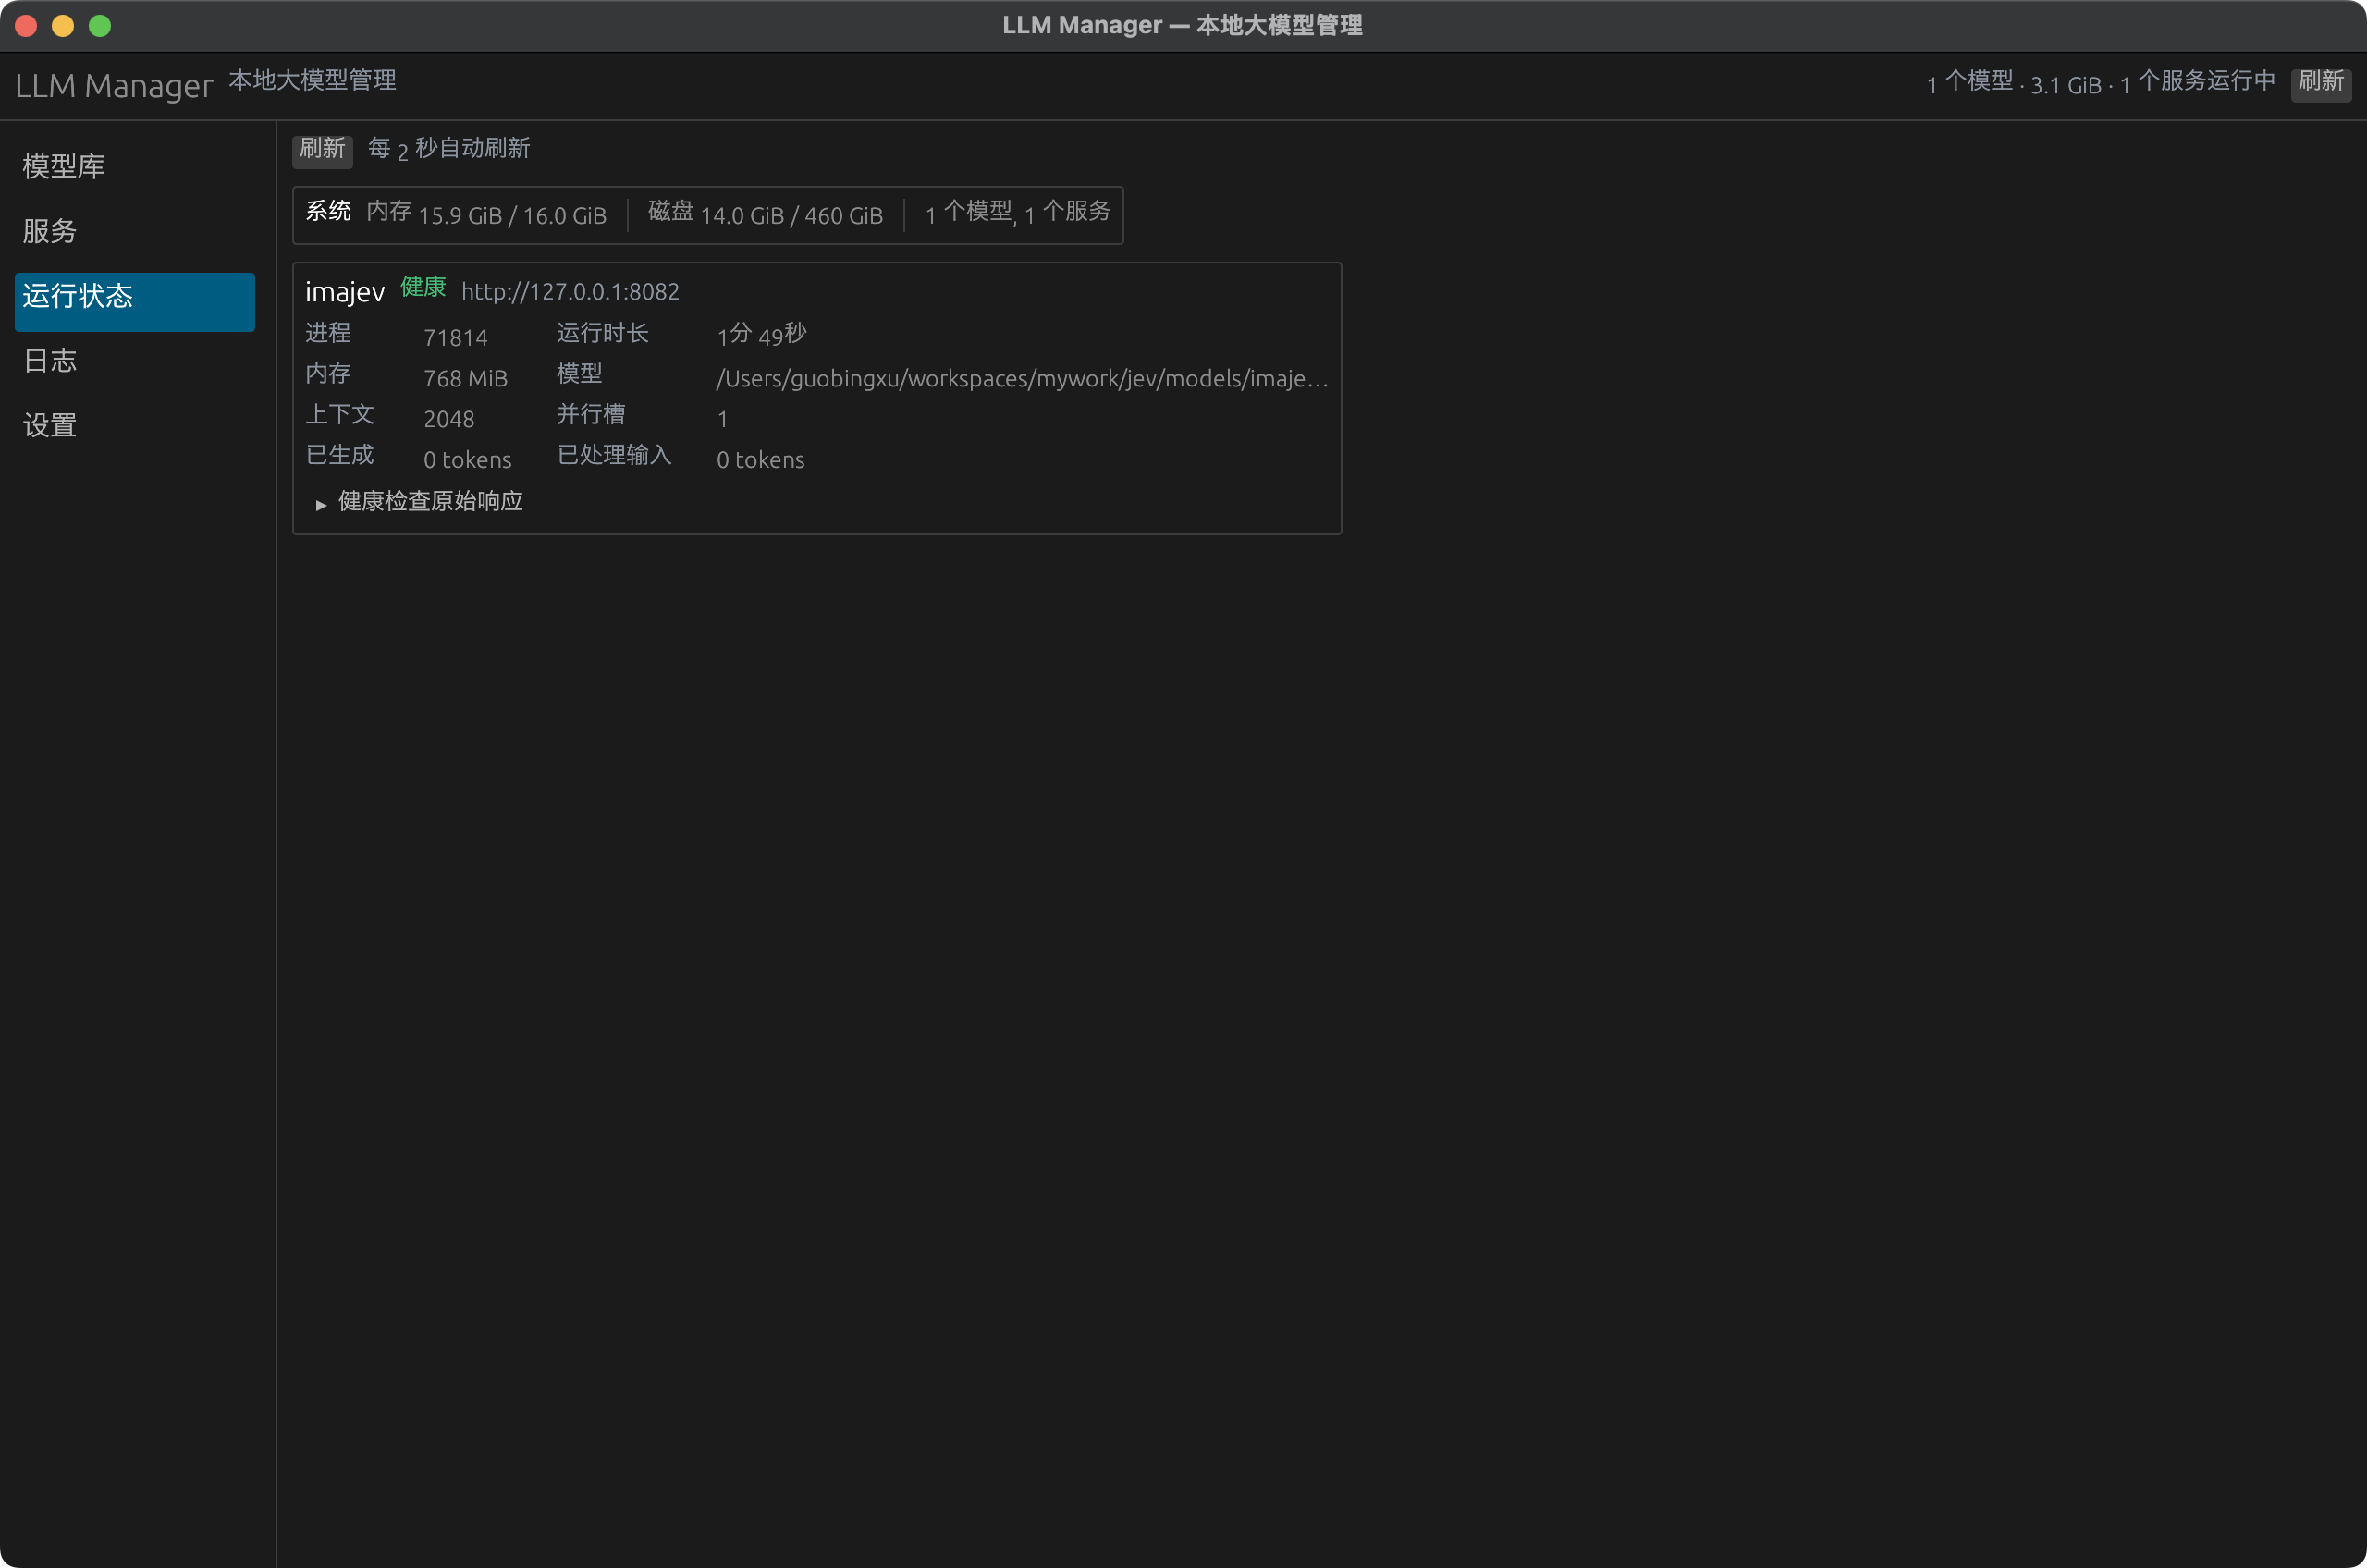 LLM Manager — 本地大模型管理
LLM Manager 本地大模型管理 1 个模型 · 3.1 GiB · 1 个服务运行中 刷新
模型库
服务
运行状态
日志
设置
刷新 每 2 秒自动刷新
系统 内存 15.9 GiB / 16.0 GiB 磁盘 14.0 GiB / 460 GiB 1 个模型, 1 个服务
imajev 健康 http://127.0.0.1:8082
进程 71814 运行时长 1分 49秒
内存 768 MiB 模型 /Users/guobingxu/workspaces/mywork/jev/models/imaje…
上下文 2048 并行槽 1
已生成 0 tokens 已处理输入 0 tokens
▶ 健康检查原始响应